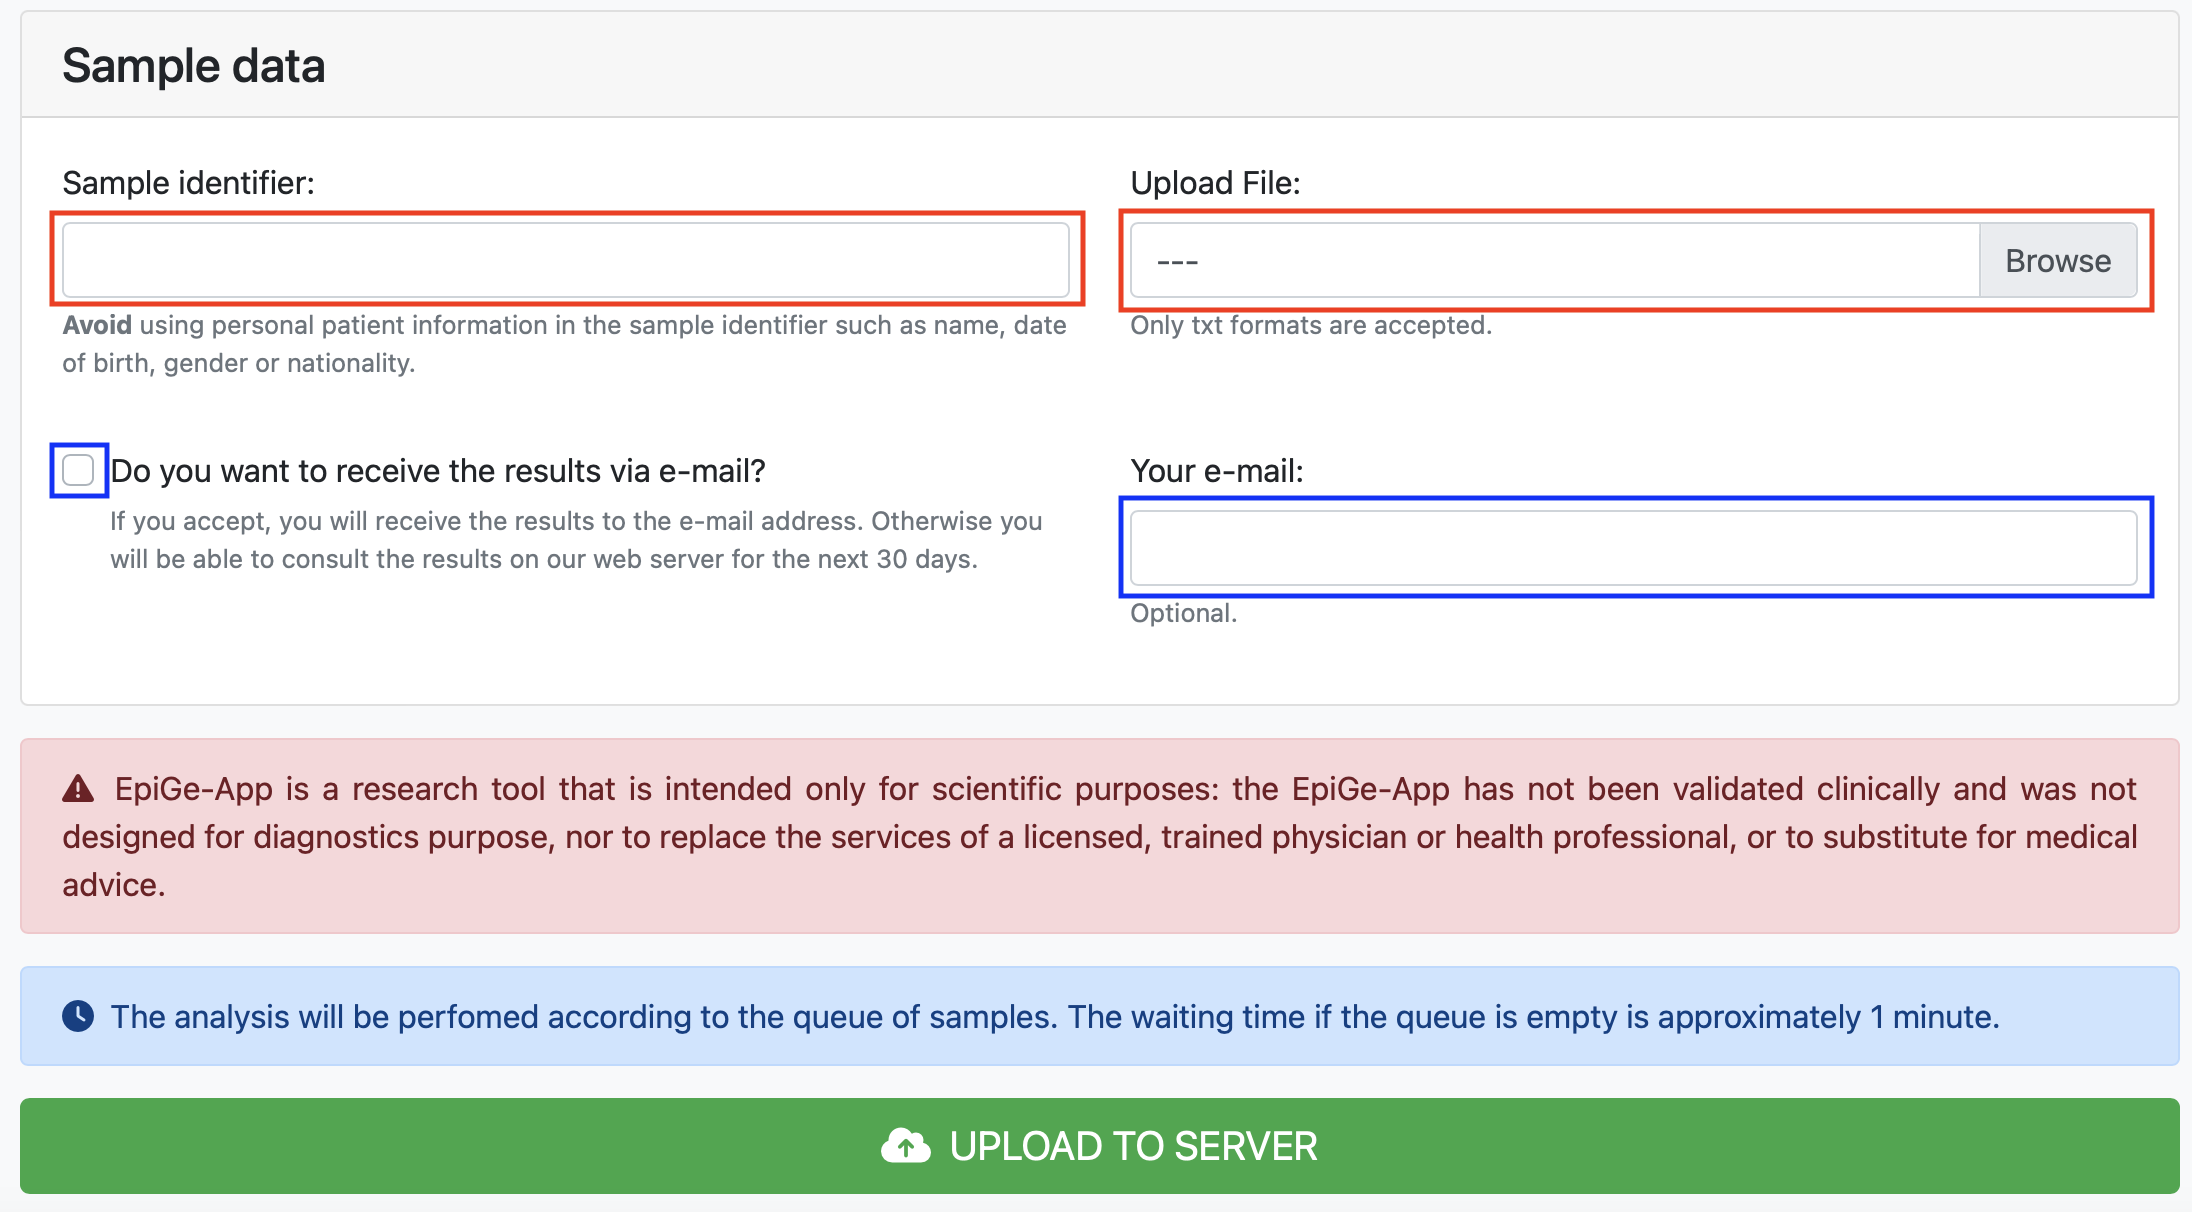 Sample data
Sample identifier:
Avoid using personal patient information in the sample identifier such as name, date
of birth, gender or nationality.
Upload File:
---
Browse
Only txt formats are accepted.
Do you want to receive the results via e-mail?
If you accept, you will receive the results to the e-mail address. Otherwise you
will be able to consult the results on our web server for the next 30 days.
Your e-mail:
Optional.
EpiGe-App is a research tool that is intended only for scientific purposes: the EpiGe-App has not been validated clinically and was not
designed for diagnostics purpose, nor to replace the services of a licensed, trained physician or health professional, or to substitute for medical
advice.
The analysis will be perfomed according to the queue of samples. The waiting time if the queue is empty is approximately 1 minute.
UPLOAD TO SERVER